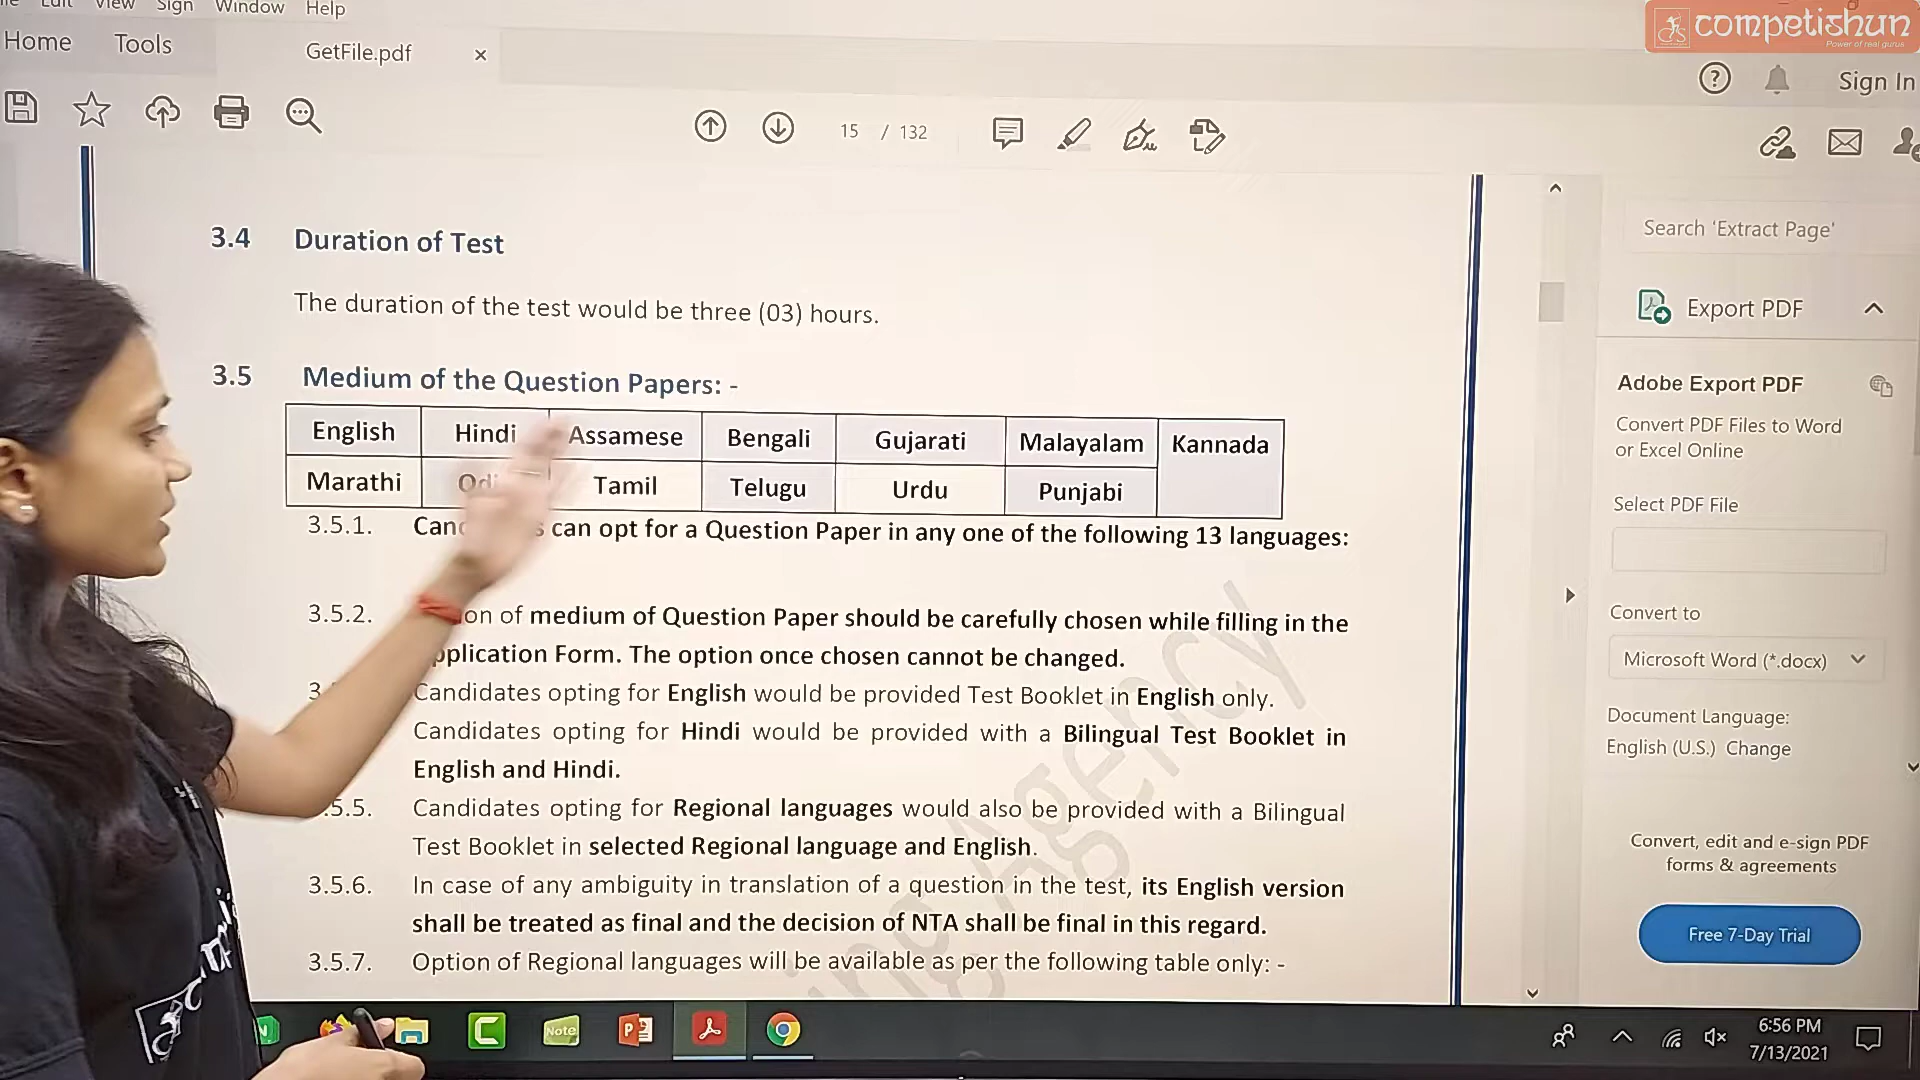 Edit View Sign Window Help
competishun
Power of real gurus
Home Tools GetFile.pdf ×
? Sign In
15 / 132
3.4 Duration of Test
The duration of the test would be three (03) hours.
3.5 Medium of the Question Papers: -
English Hindi Assamese Bengali Gujarati Malayalam Kannada
Marathi Tamil Telugu Urdu Punjabi
3.5.1. can opt for a Question Paper in any one of the following 13 languages:
3.5.2. of medium of Question Paper should be carefully chosen while filling in the
Application Form. The option once chosen cannot be changed.
Candidates opting for English would be provided Test Booklet in English only.
Candidates opting for Hindi would be provided with a Bilingual Test Booklet in
English and Hindi.
.5.5. Candidates opting for Regional languages would also be provided with a Bilingual
Test Booklet in selected Regional language and English.
3.5.6. In case of any ambiguity in translation of a question in the test, its English version
shall be treated as final and the decision of NTA shall be final in this regard.
3.5.7. Option of Regional languages will be available as per the following table only: -
Agency
Search 'Extract Page'
Export PDF
Adobe Export PDF
Convert PDF Files to Word
or Excel Online
Select PDF File
Convert to
Microsoft Word (*.docx)
Document Language:
English (U.S.) Change
Convert, edit and e-sign PDF
forms & agreements
Free 7-Day Trial
N Note P
6:56 PM
7/13/2021